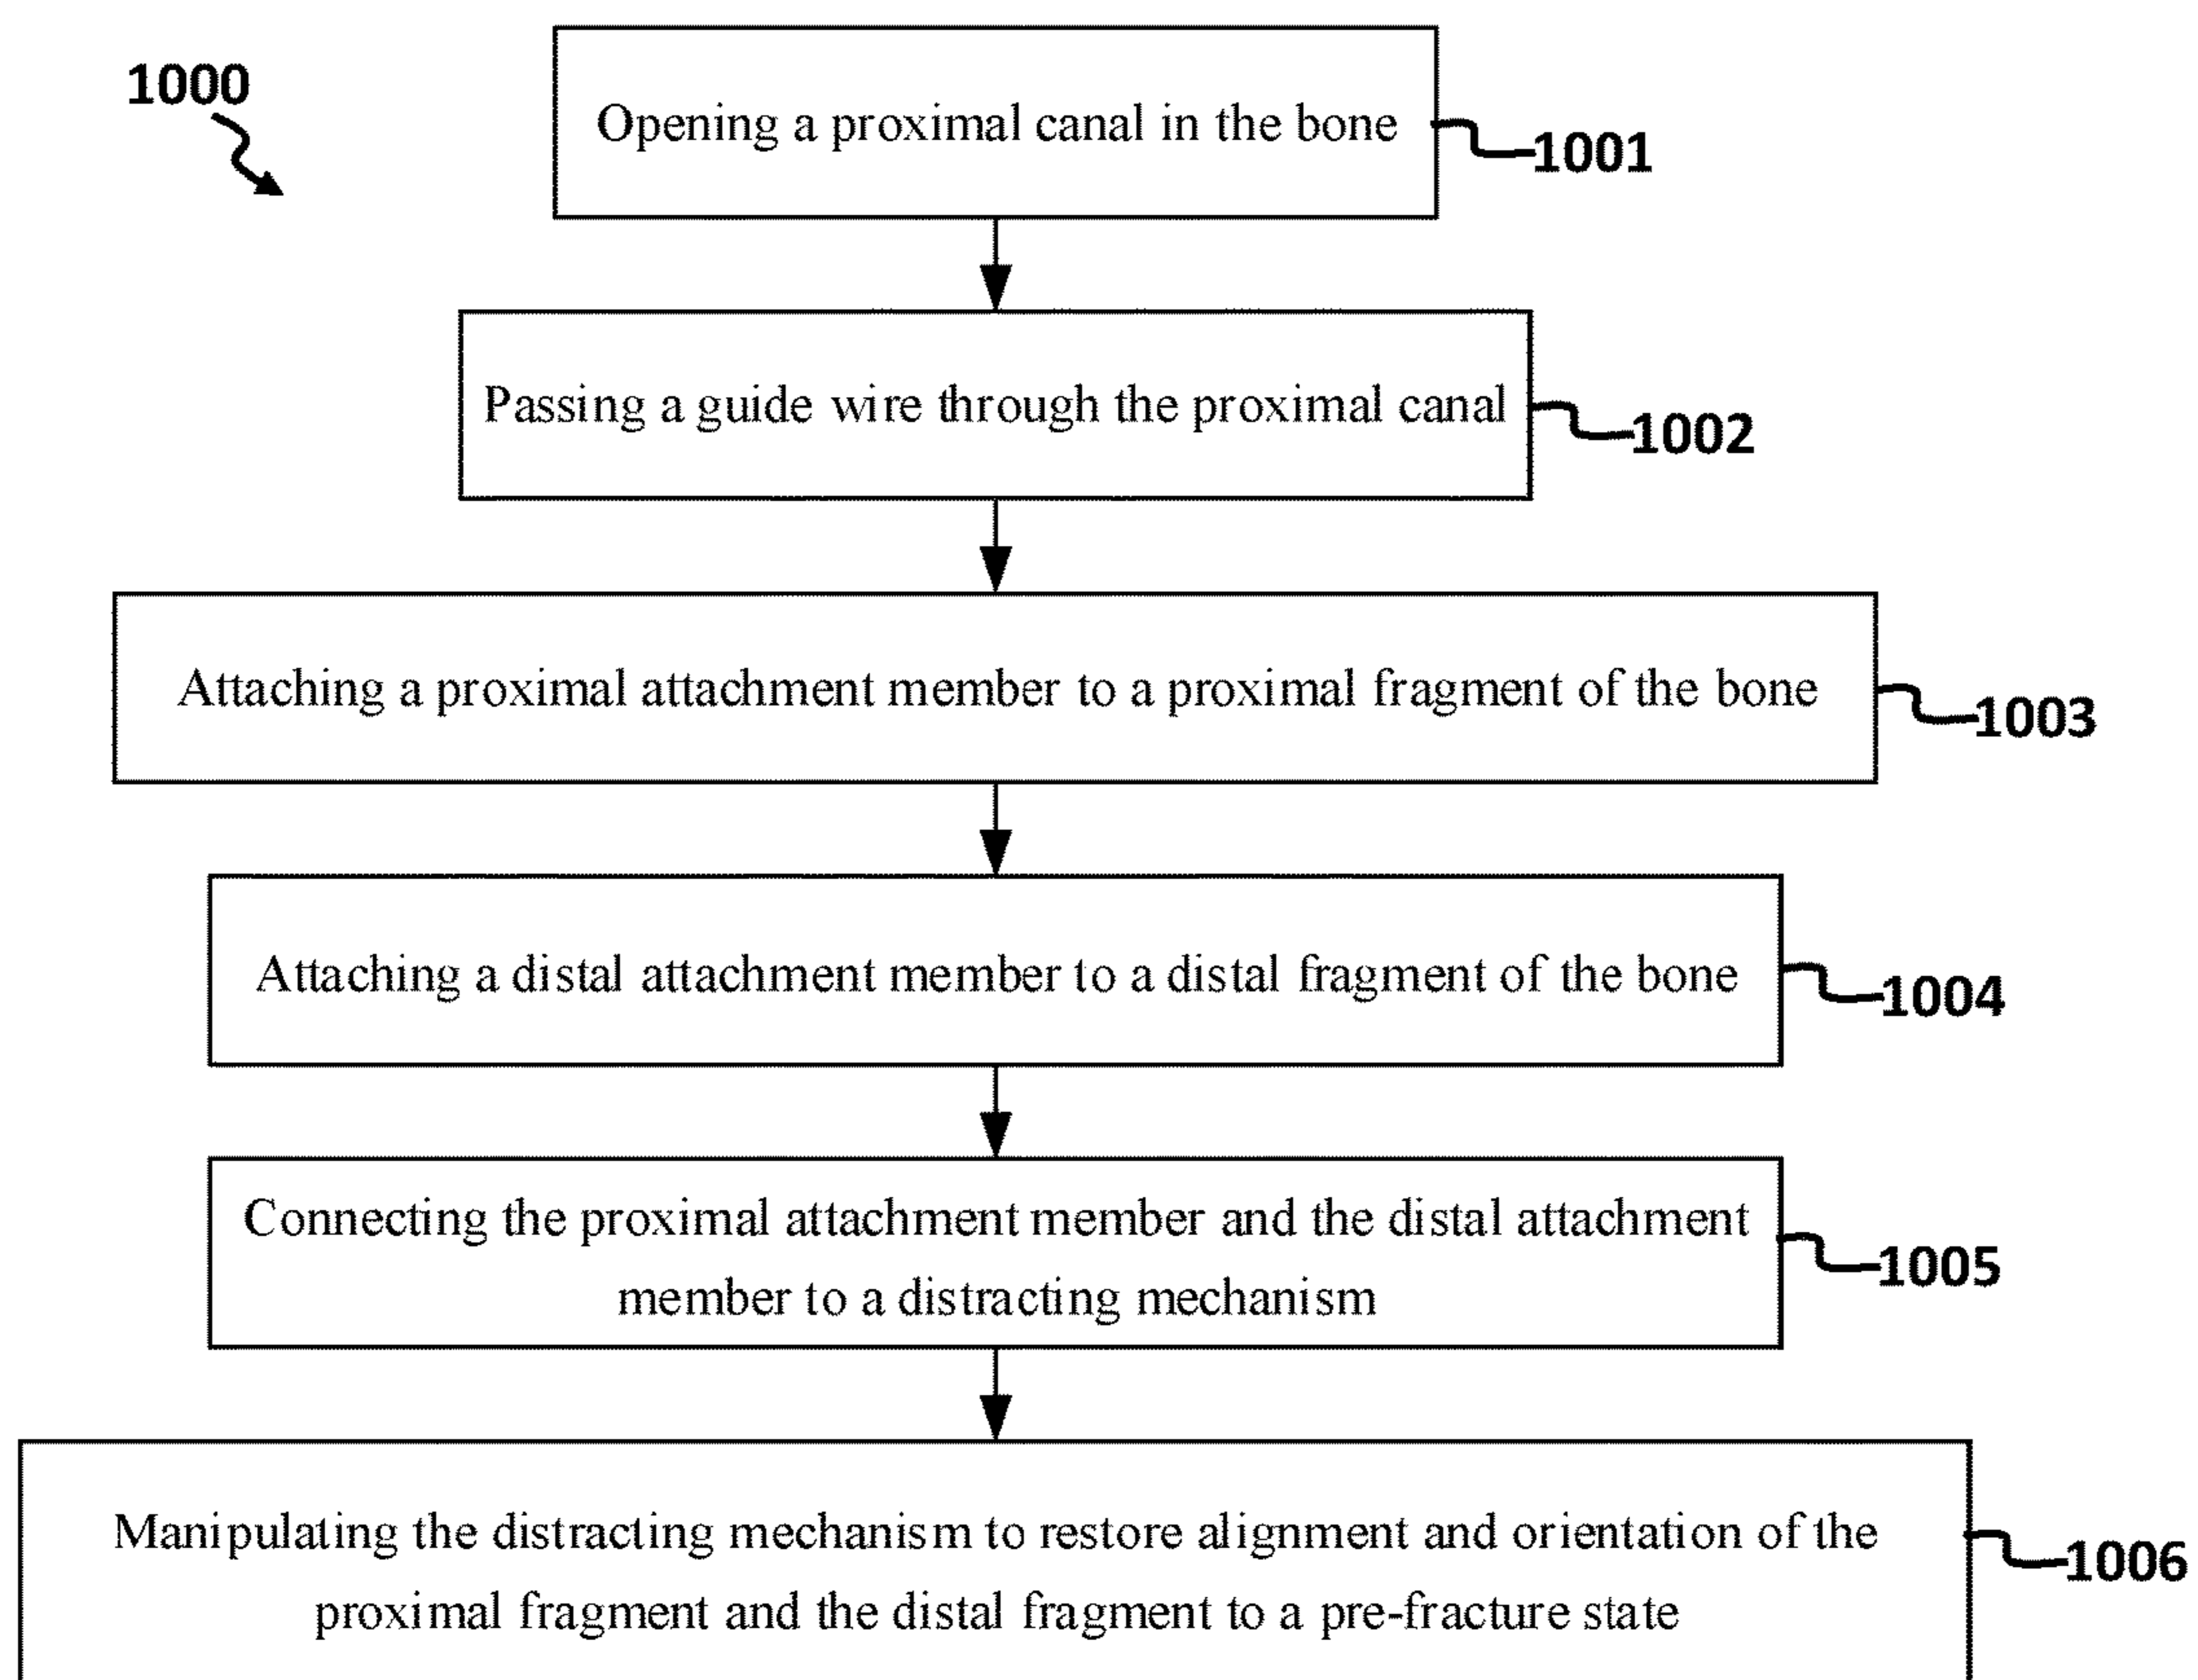 1000
Opening a proximal canal in the bone
1001
Passing a guide wire through the proximal canal
1002
Attaching a proximal attachment member to a proximal fragment of the bone
1003
Attaching a distal attachment member to a distal fragment of the bone
1004
Connecting the proximal attachment member and the distal attachment
member to a distracting mechanism
1005
Manipulating the distracting mechanism to restore alignment and orientation of the
proximal fragment and the distal fragment to a pre-fracture state
1006